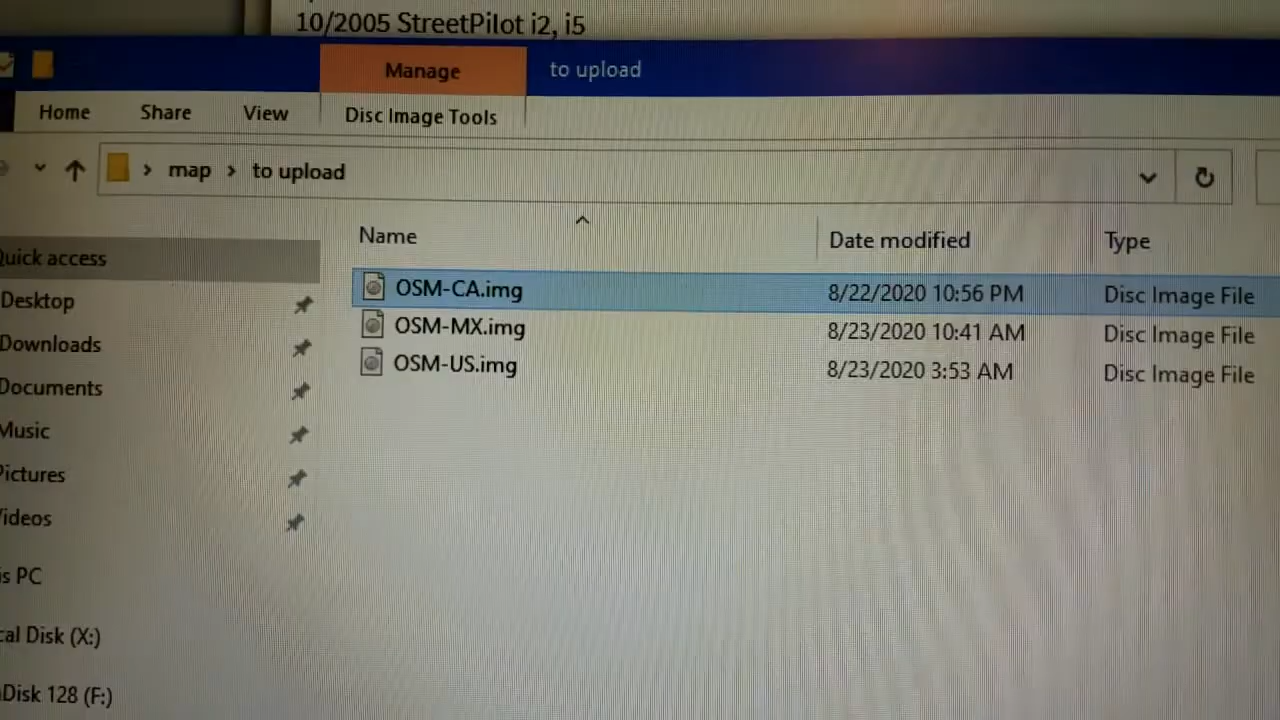 10/2005 StreetPilot i2, i5
Manage
to upload
Home
Share
View
Disc Image Tools
map
to upload
Name
Date modified
Type
Quick access
Desktop
Downloads
Documents
Music
Pictures
Videos
is PC
cal Disk (X:)
Disk 128 (F:)
OSM-CA.img 8/22/2020 10:56 PM Disc Image File
OSM-MX.img 8/23/2020 10:41 AM Disc Image File
OSM-US.img 8/23/2020 3:53 AM Disc Image File